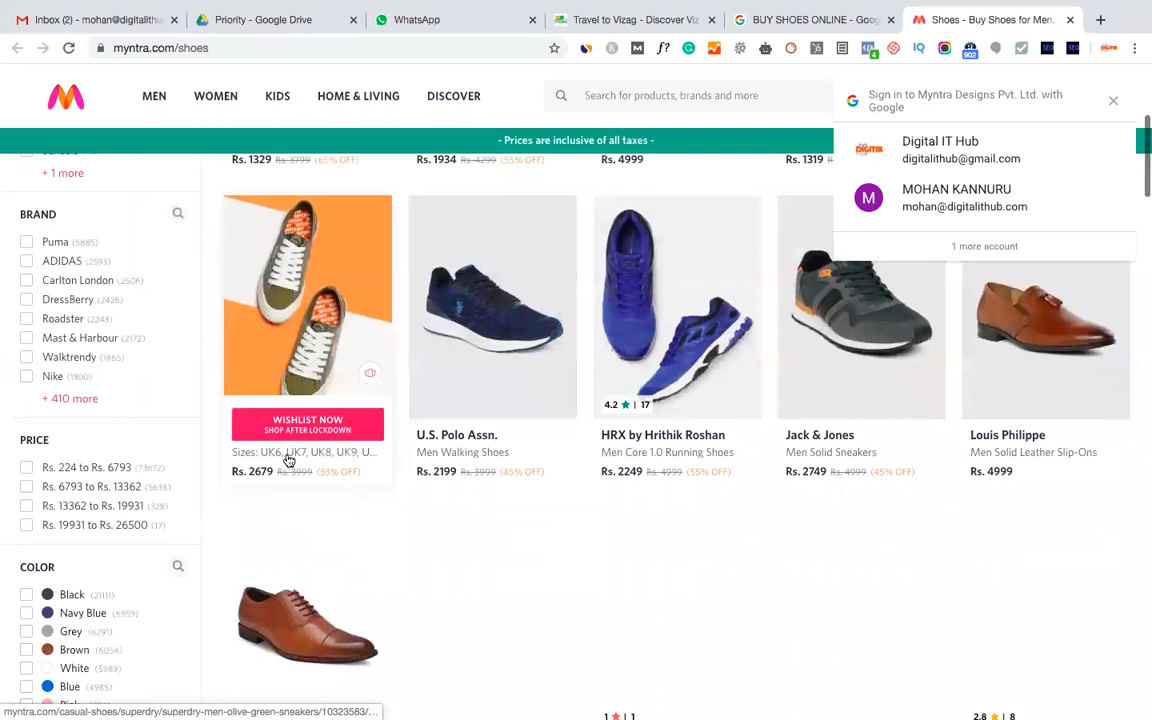 Inbox (2) - mohan@digitalithu
Priority - Google Drive
WhatsApp
Travel to Vizag - Discover Viz
BUY SHOES ONLINE - Goog
Shoes - Buy Shoes for Men,
myntra.com/shoes
MEN
WOMEN
KIDS
HOME & LIVING
DISCOVER
Search for products, brands and more
Sign in to Myntra Designs Pvt. Ltd. with
Google
Digital IT Hub
digitalithub@gmail.com
MOHAN KANNURU
mohan@digitalithub.com
1 more account
- Prices are inclusive of all taxes -
+ 1 more
Rs. 1329 Rs. 3799 (65% OFF)
Rs. 1934 Rs. 4299 (55% OFF)
Rs. 4999
Rs. 1319
BRAND
Puma (5885)
ADIDAS (2593)
Carlton London (2506)
DressBerry (2426)
Roadster (2243)
Mast & Harbour (2172)
Walktrendy (1865)
Nike (1800)
+ 410 more
PRICE
Rs. 224 to Rs. 6793 (73672)
Rs. 6793 to Rs. 13362 (5638)
Rs. 13362 to Rs. 19931 (328)
Rs. 19931 to Rs. 26500 (17)
COLOR
Black (21111)
Navy Blue (8959)
Grey (6291)
Brown (6054)
White (5389)
Blue (4985)
WISHLIST NOW
SHOP AFTER LOCKDOWN
Sizes: UK6, UK7, UK8, UK9, U...
Rs. 2679 Rs. 3999 (33% OFF)
U.S. Polo Assn.
Men Walking Shoes
Rs. 2199 Rs. 3999 (45% OFF)
4.2 | 17
HRX by Hrithik Roshan
Men Core 1.0 Running Shoes
Rs. 2249 Rs. 4999 (55% OFF)
Jack & Jones
Men Solid Sneakers
Rs. 2749 Rs. 4999 (45% OFF)
Louis Philippe
Men Solid Leather Slip-Ons
Rs. 4999
1 | 1
2.8 | 8
myntra.com/casual-shoes/superdry/superdry-men-olive-green-sneakers/10323583/...